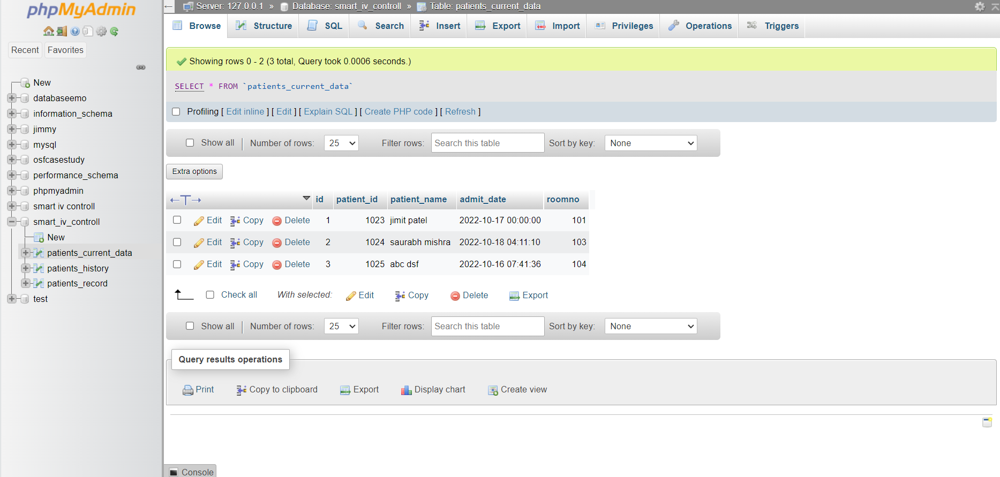 phpMyAdmin
Recent Favorites
New
databaseemo
information_schema
jimmy
mysql
osfcasestudy
performance_schema
phpmyadmin
smart iv controll
smart_iv_controll
New
patients_current_data
patients_history
patients_record
test
Server: 127.0.0.1 » Database: smart_iv_controll » Table: patients_current_data
Browse Structure SQL Search Insert Export Import Privileges Operations Triggers
Showing rows 0 - 2 (3 total, Query took 0.0006 seconds.)
SELECT * FROM `patients_current_data`
Profiling [ Edit inline ] [ Edit ] [ Explain SQL ] [ Create PHP code ] [ Refresh ]
Show all Number of rows: 25 Filter rows: Search this table Sort by key: None
Extra options
id patient_id patient_name admit_date roomno
Edit Copy Delete 1 1023 jimit patel 2022-10-17 00:00:00 101
Edit Copy Delete 2 1024 saurabh mishra 2022-10-18 04:11:10 103
Edit Copy Delete 3 1025 abc dsf 2022-10-16 07:41:36 104
Check all With selected: Edit Copy Delete Export
Show all Number of rows: 25 Filter rows: Search this table Sort by key: None
Query results operations
Print Copy to clipboard Export Display chart Create view
Console